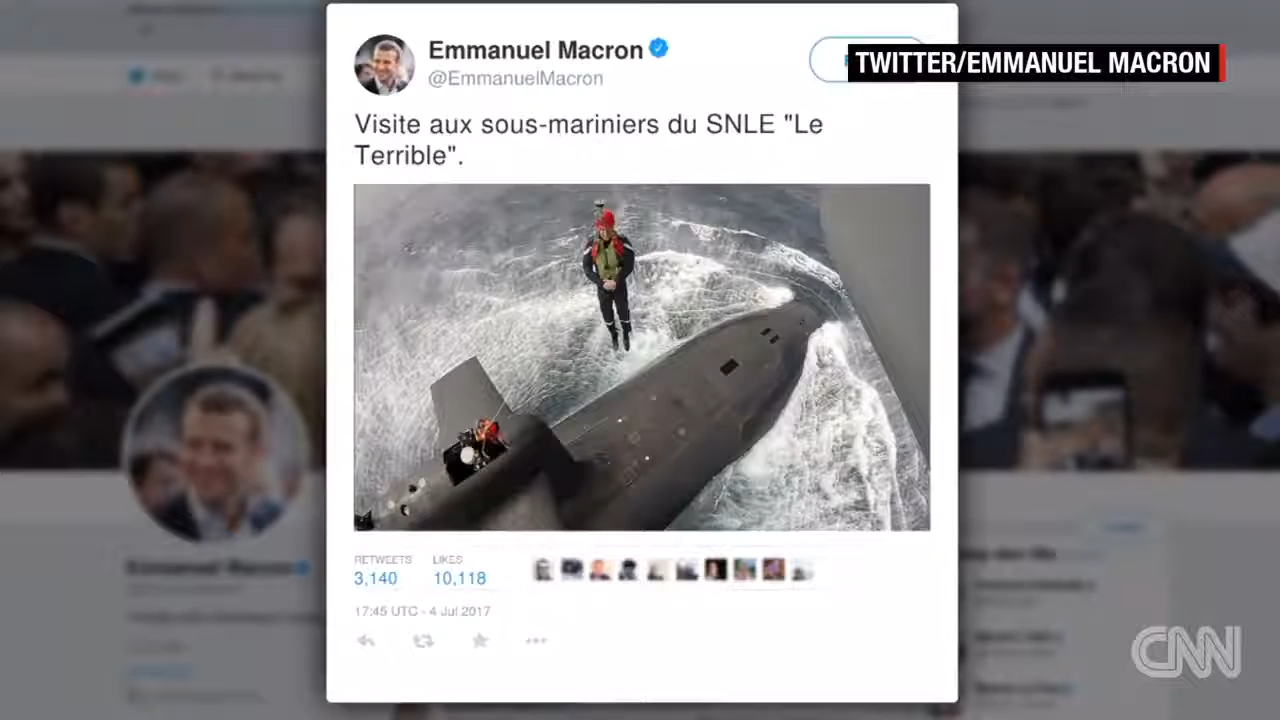 Emmanuel Macron
@EmmanuelMacron
TWITTER/EMMANUEL MACRON
Visite aux sous-mariniers du SNLE "Le
Terrible".
RETWEETS LIKES
3,140 10,118
17:45 UTC - 4 Jul 2017
CNN